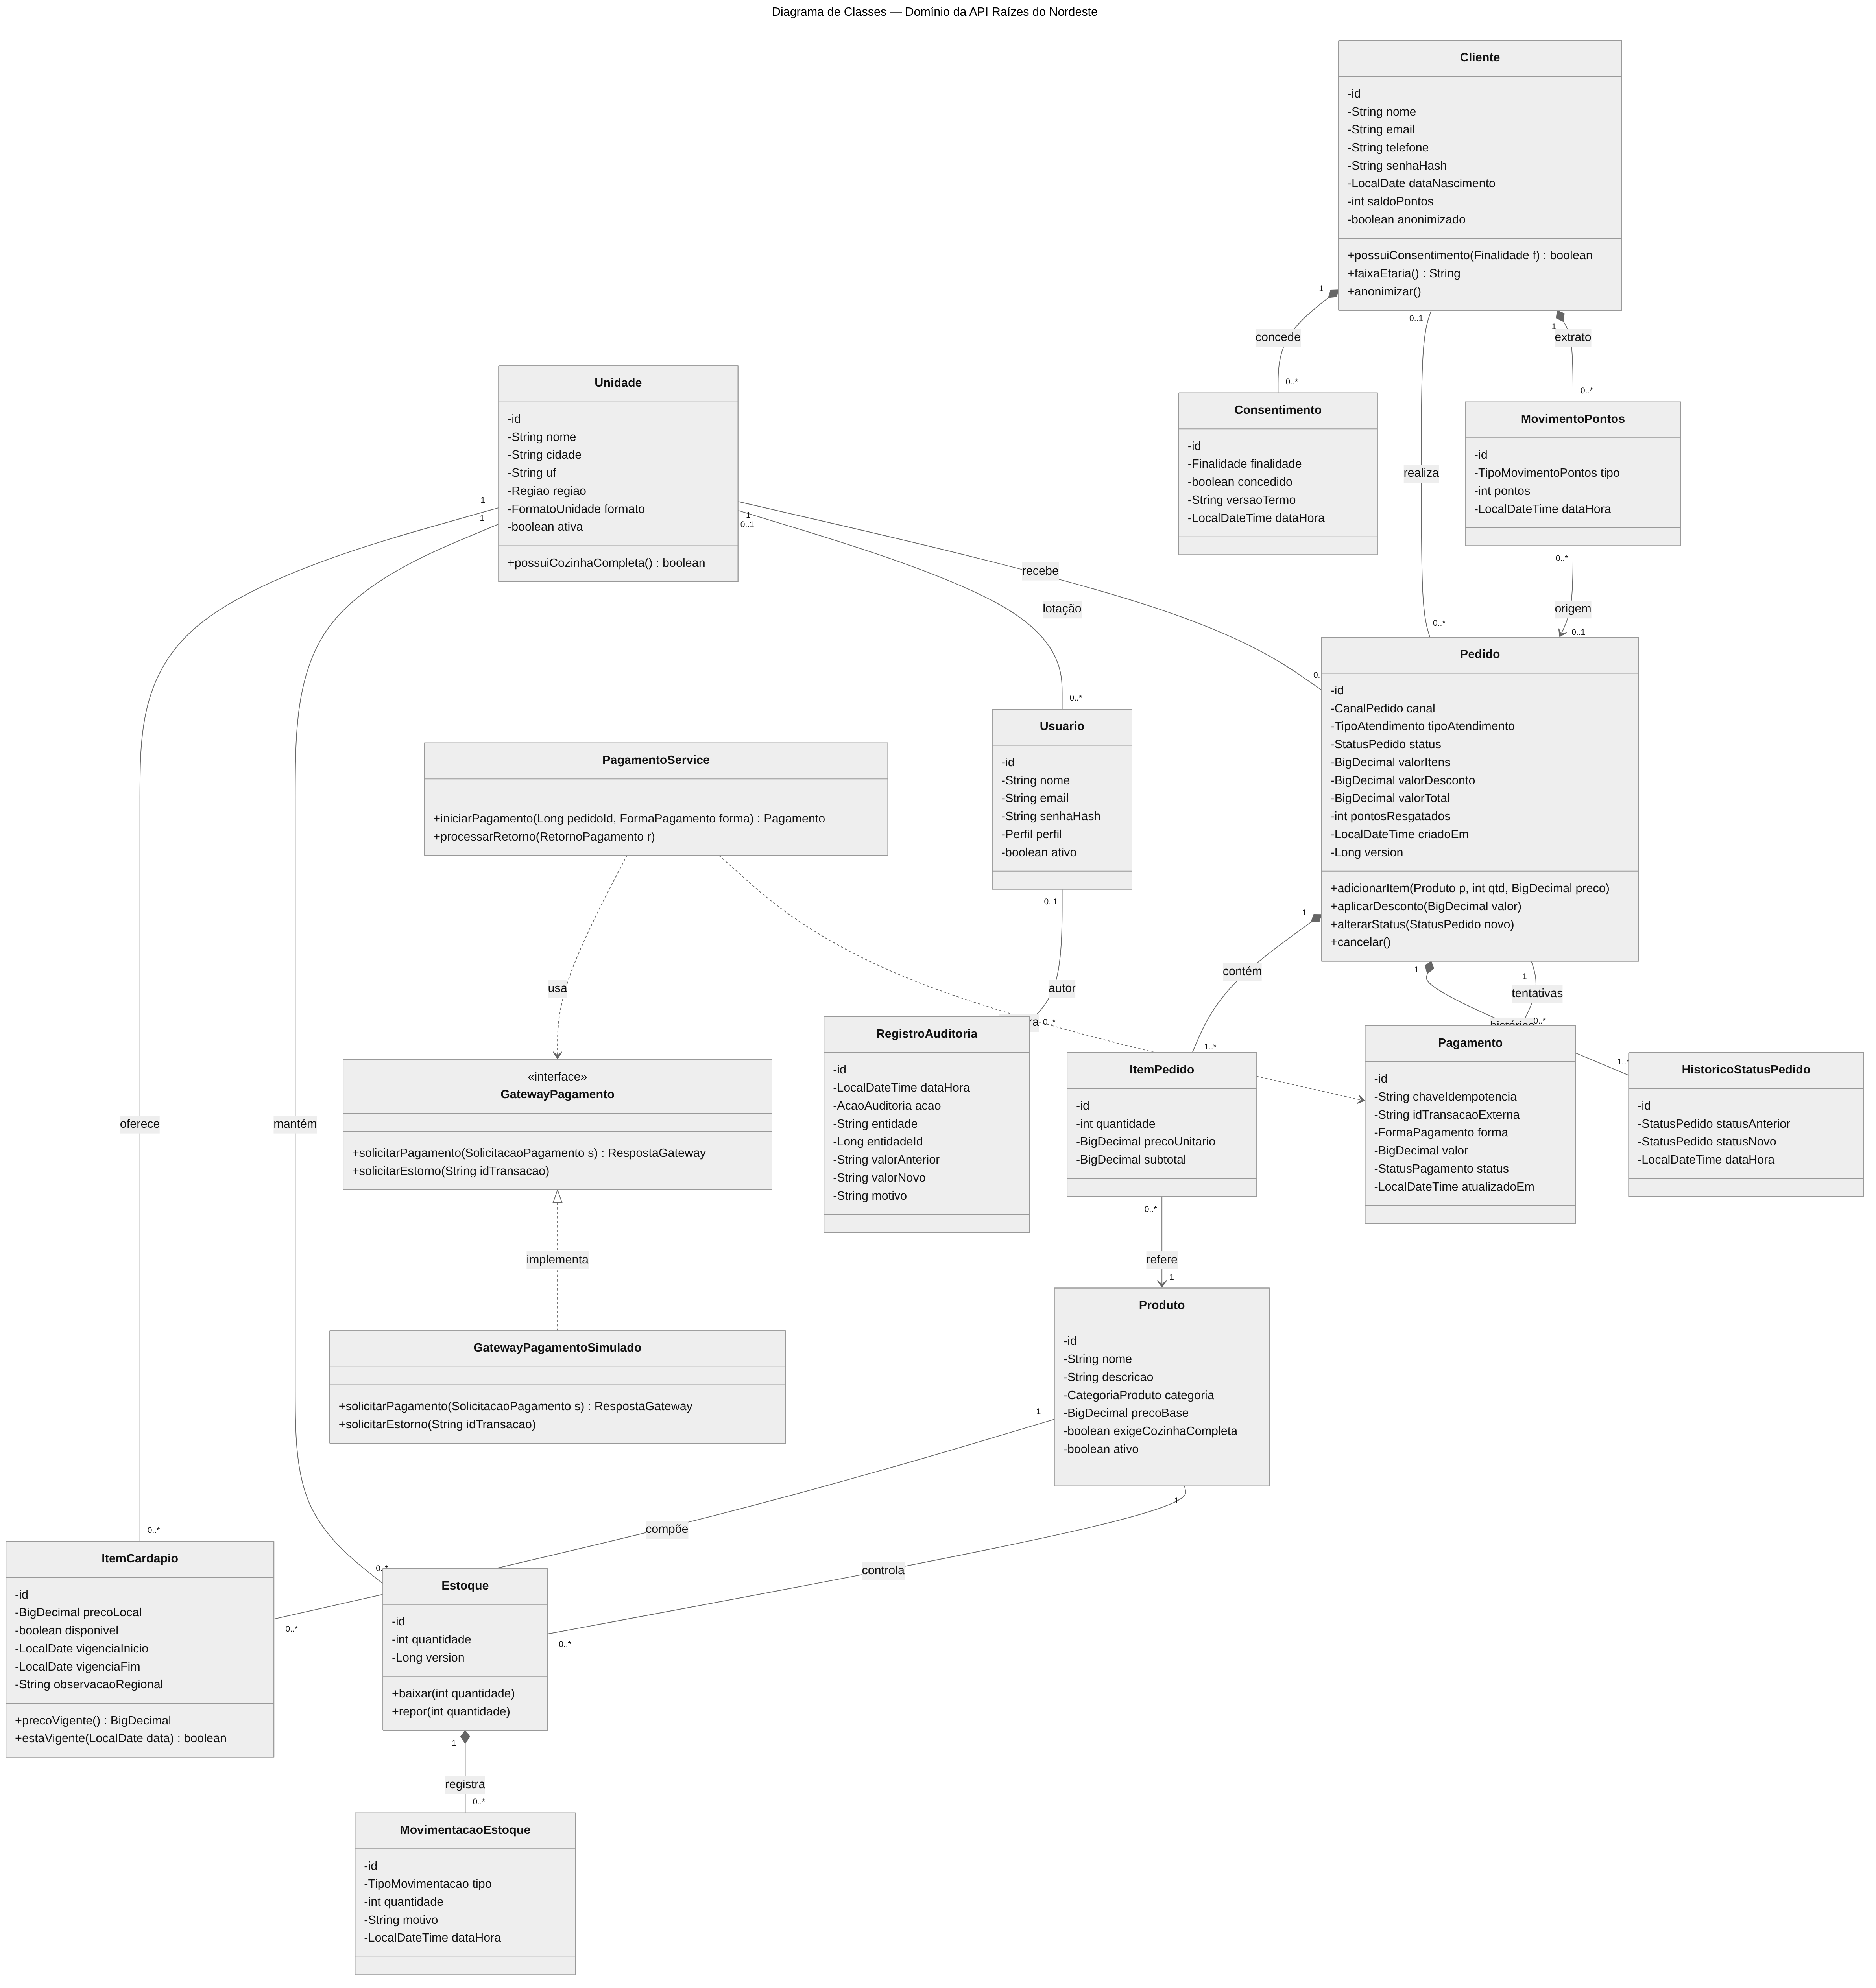 Diagrama de Classes — Domínio da API Raízes do Nordeste
Cliente
-id
-String nome
-String email
-String telefone
-String senhaHash
-LocalDate dataNascimento
-int saldoPontos
-boolean anonimizado
+possuiConsentimento(Finalidade f) : boolean
+faixaEtaria() : String
+anonimizar()
1
0..1
1
concede
extrato
realiza
0..*
0..*
Unidade
-id
-String nome
-String cidade
-String uf
-Regiao regiao
-FormatoUnidade formato
-boolean ativa
+possuiCozinhaCompleta() : boolean
1
1
1
0..1
Consentimento
-id
-Finalidade finalidade
-boolean concedido
-String versaoTermo
-LocalDateTime dataHora
MovimentoPontos
-id
-TipoMovimentoPontos tipo
-int pontos
-LocalDateTime dataHora
0..*
origem
0..1
0..*
recebe
lotação
0..*
0.
Pedido
-id
-CanalPedido canal
-TipoAtendimento tipoAtendimento
-StatusPedido status
-BigDecimal valorItens
-BigDecimal valorDesconto
-BigDecimal valorTotal
-int pontosResgatados
-LocalDateTime criadoEm
-Long version
+adicionarItem(Produto p, int qtd, BigDecimal preco)
+aplicarDesconto(BigDecimal valor)
+alterarStatus(StatusPedido novo)
+cancelar()
Usuario
-id
-String nome
-String email
-String senhaHash
-Perfil perfil
-boolean ativo
0..1
autor
0..*
PagamentoService
+iniciarPagamento(Long pedidoId, FormaPagamento forma) : Pagamento
+processarRetorno(RetornoPagamento r)
usa
ra
1
contém
1..*
1
histórico
1..*
1
tentativas
0..*
«interface»
GatewayPagamento
+solicitarPagamento(SolicitacaoPagamento s) : RespostaGateway
+solicitarEstorno(String idTransacao)
implementa
RegistroAuditoria
-id
-LocalDateTime dataHora
-AcaoAuditoria acao
-String entidade
-Long entidadeId
-String valorAnterior
-String valorNovo
-String motivo
ItemPedido
-id
-int quantidade
-BigDecimal precoUnitario
-BigDecimal subtotal
Pagamento
-id
-String chaveIdempotencia
-String idTransacaoExterna
-FormaPagamento forma
-BigDecimal valor
-StatusPagamento status
-LocalDateTime atualizadoEm
HistoricoStatusPedido
-id
-StatusPedido statusAnterior
-StatusPedido statusNovo
-LocalDateTime dataHora
oferece
mantém
0..*
refere
1
GatewayPagamentoSimulado
+solicitarPagamento(SolicitacaoPagamento s) : RespostaGateway
+solicitarEstorno(String idTransacao)
Produto
-id
-String nome
-String descricao
-CategoriaProduto categoria
-BigDecimal precoBase
-boolean exigeCozinhaCompleta
-boolean ativo
1
1
compõe
controla
0..*
0..*
0..*
0..*
ItemCardapio
-id
-BigDecimal precoLocal
-boolean disponivel
-LocalDate vigenciaInicio
-LocalDate vigenciaFim
-String observacaoRegional
+precoVigente() : BigDecimal
+estaVigente(LocalDate data) : boolean
Estoque
-id
-int quantidade
-Long version
+baixar(int quantidade)
+repor(int quantidade)
1
registra
0..*
MovimentacaoEstoque
-id
-TipoMovimentacao tipo
-int quantidade
-String motivo
-LocalDateTime dataHora